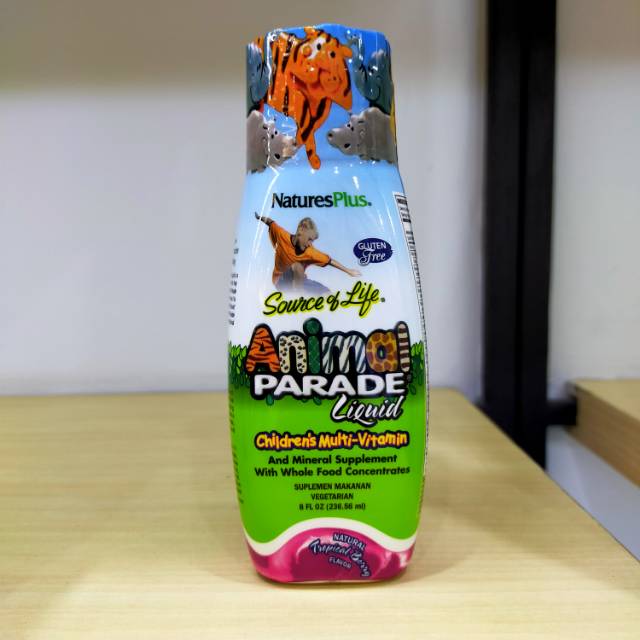 NaturesPlus®
GLUTEN
Free
Source of Life®
Animal
PARADE
Liquid
Children's Multi-Vitamin
And Mineral Supplement
With Whole Food Concentrates
SUPLEMEN MAKANAN
VEGETARIAN
8 FL OZ (236.56 ml)
NATURAL
Tropical Berry
FLAVOR